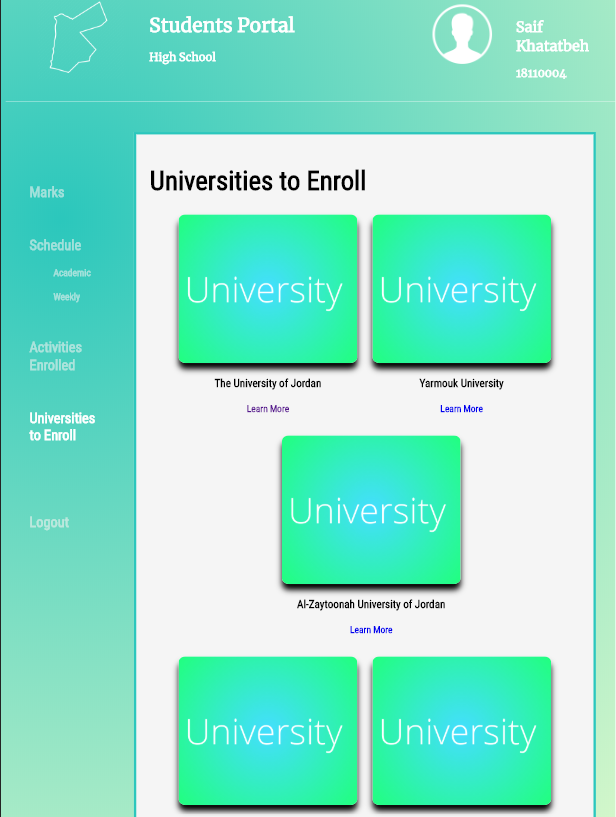 Students Portal
High School
Saif
Khatatbeh
18110004
Marks
Schedule
Academic
Weekly
Activities
Enrolled
Universities
to Enroll
Logout
Universities to Enroll
University
University
The University of Jordan
Yarmouk University
Learn More
Learn More
University
Al-Zaytoonah University of Jordan
Learn More
University
University